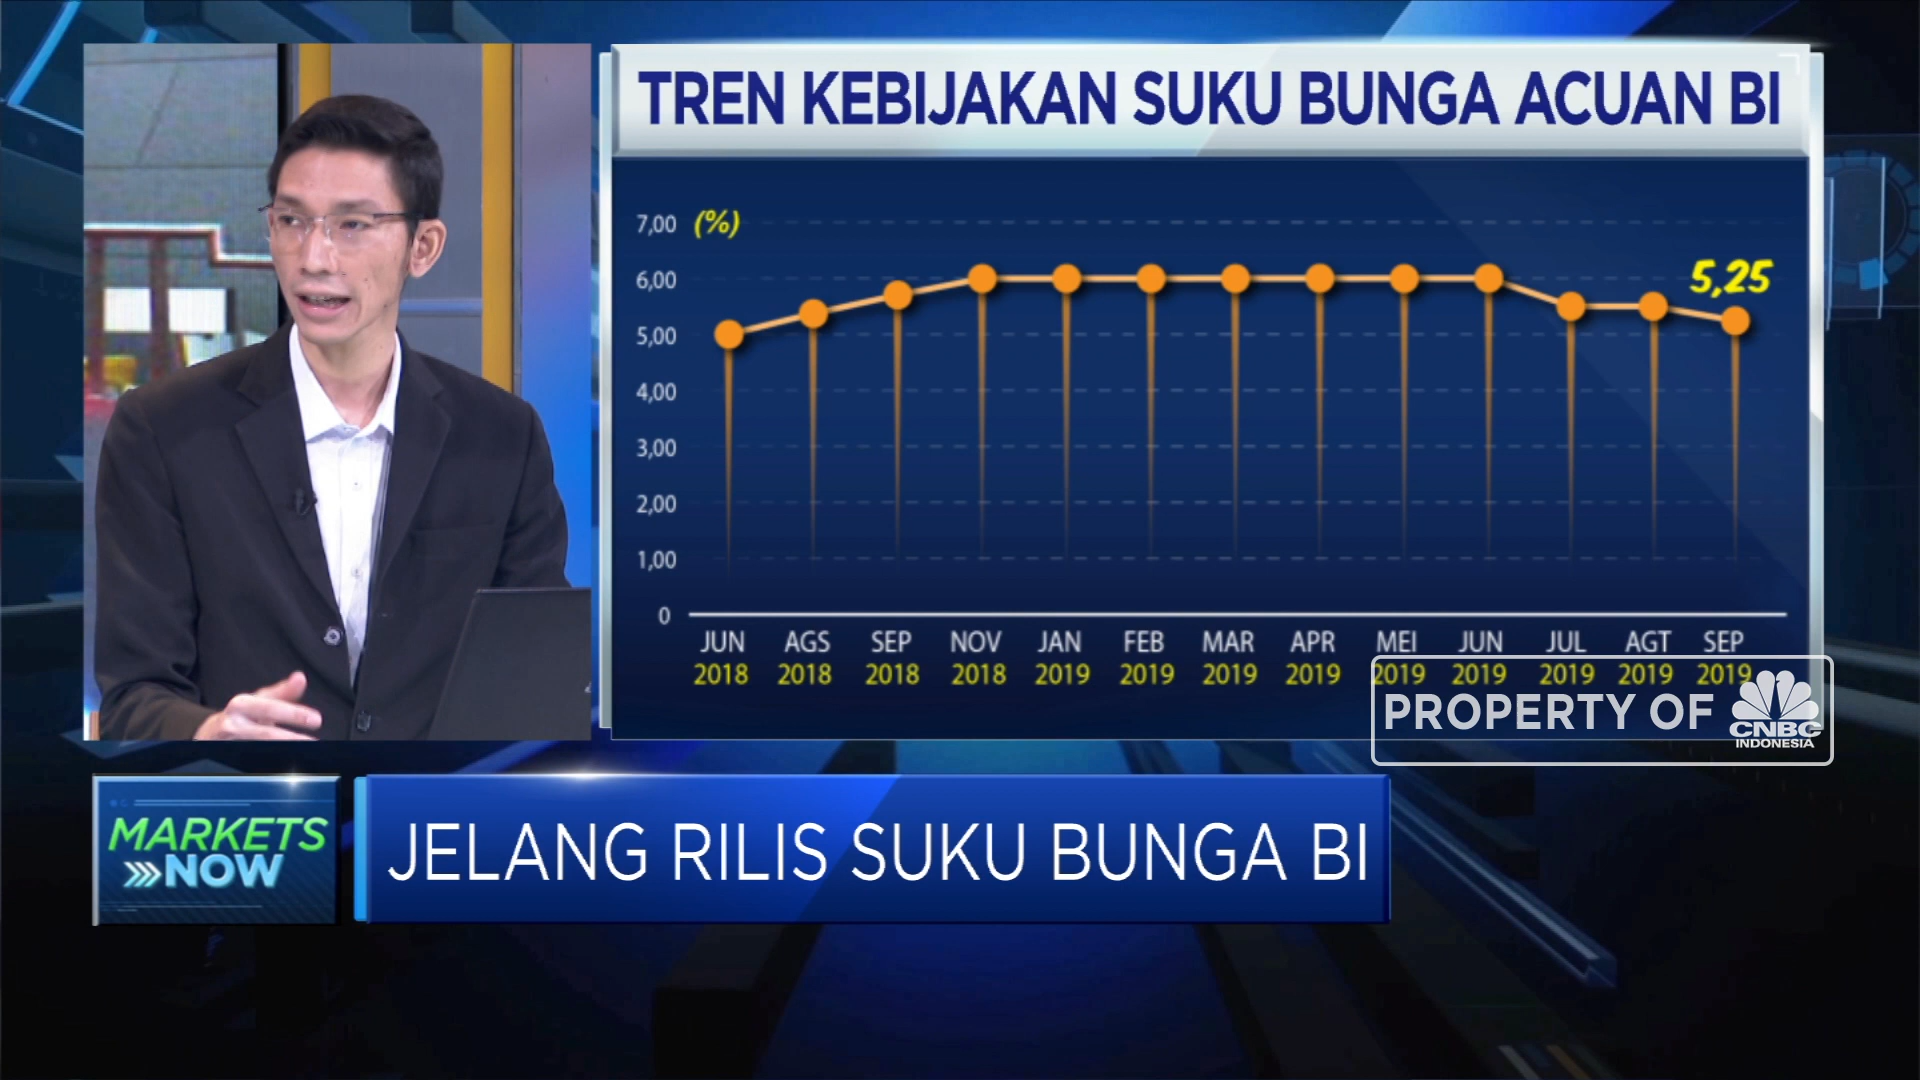 TREN KEBIJAKAN SUKU BUNGA ACUAN BI
7,00 (%)
6,00
5,25
5,00
4,00
3,00
2,00
1,00
0
JUN AGS SEP NOV JAN FEB MAR APR MEI JUN JUL AGT SEP
2018 2018 2018 2018 2019 2019 2019 2019 2019 2019 2019 2019 2019
PROPERTY OF CNBC
INDONESIA
MARKETS
NOW
JELANG RILIS SUKU BUNGA BI